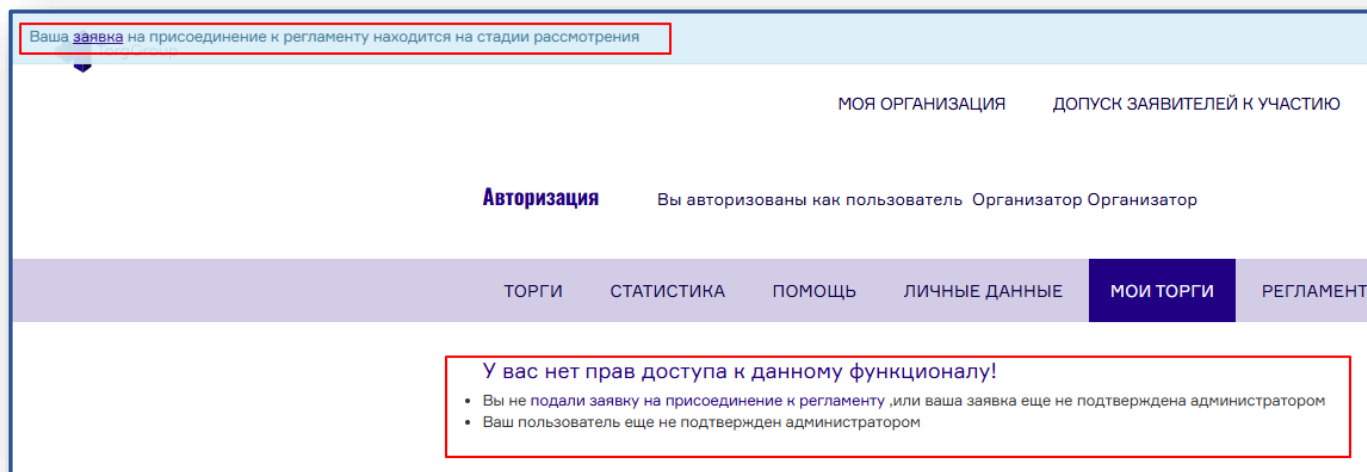 Ваша заявка на присоединение к регламенту находится на стадии рассмотрения
TorgGroup
МОЯ ОРГАНИЗАЦИЯ ДОПУСК ЗАЯВИТЕЛЕЙ К УЧАСТИЮ
Авторизация Вы авторизованы как пользователь Организатор Организатор
ТОРГИ СТАТИСТИКА ПОМОЩЬ ЛИЧНЫЕ ДАННЫЕ МОИ ТОРГИ РЕГЛАМЕНТ
У вас нет прав доступа к данному функционалу!
Вы не подали заявку на присоединение к регламенту ,или ваша заявка еще не подтверждена администратором
Ваш пользователь еще не подтвержден администратором